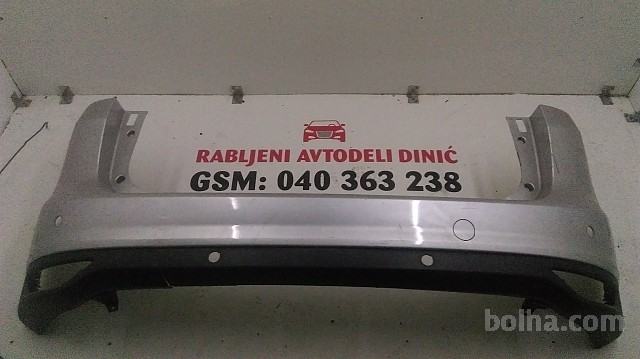 RABLJENI AVTODELI DINIĆ
GSM: 040 363 238
bolha.com